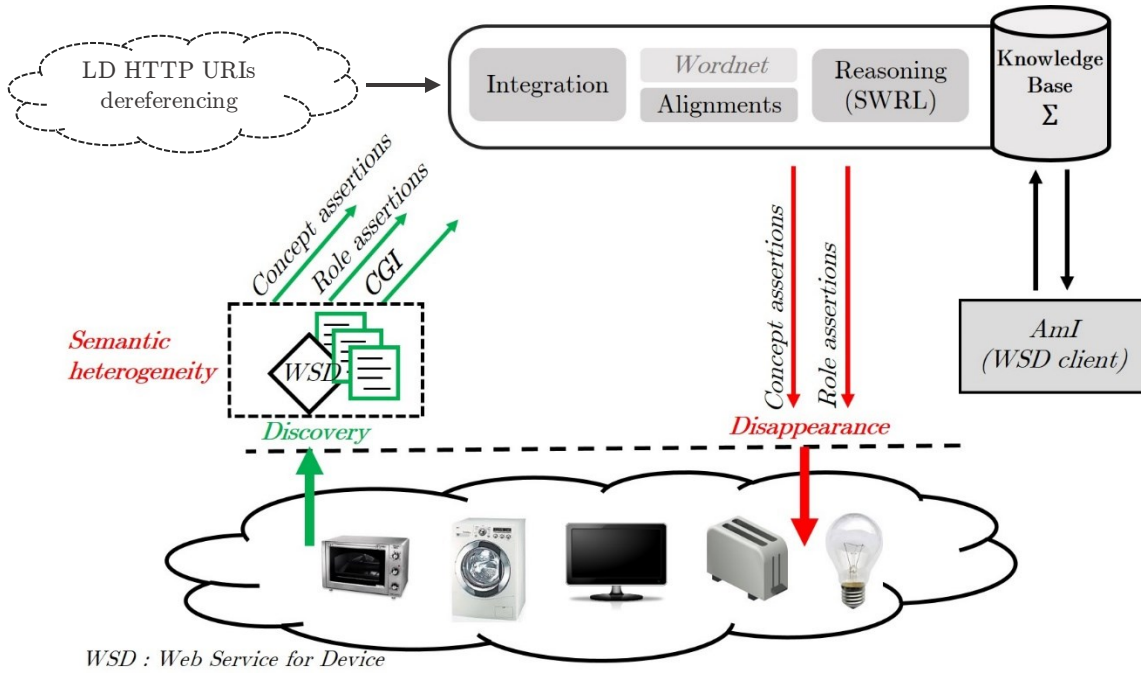 LD HTTP URIs
dereferencing
Integration
Wordnet
Alignments
Reasoning
(SWRL)
Knowledge
Base
Σ
Concept assertions
Role assertions
CGI
Concept assertions
Role assertions
AmI
(WSD client)
Semantic
heterogeneity
WSD
Discovery
Disappearance
WSD : Web Service for Device